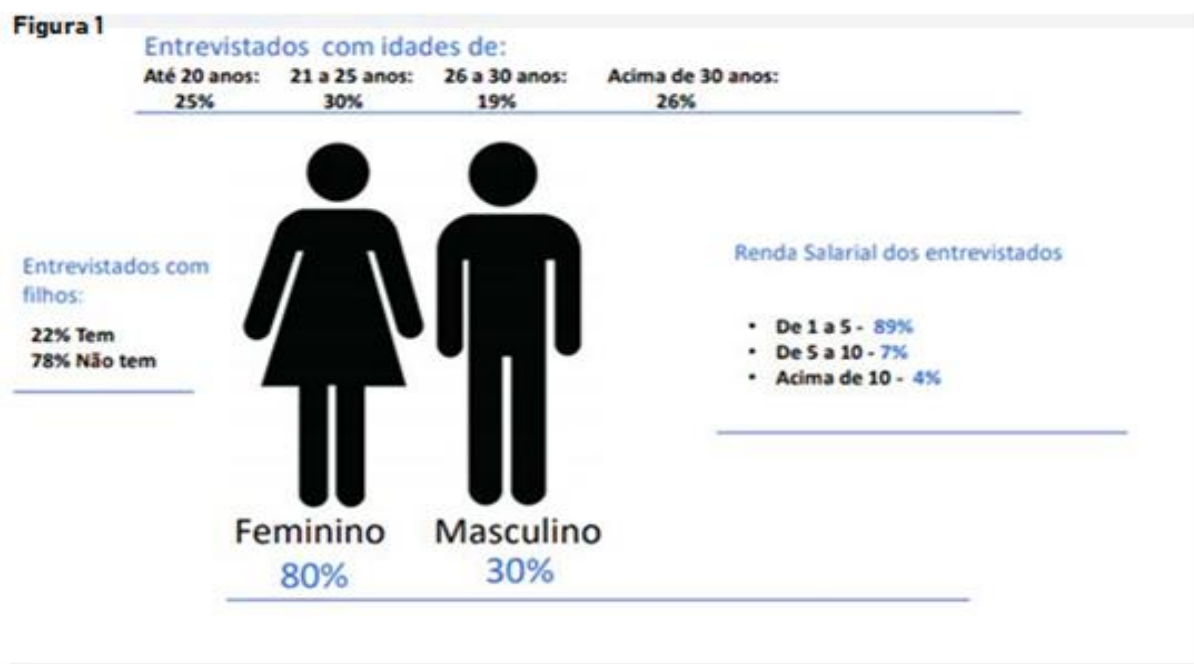 Figura 1
Entrevistados com idades de:
Até 20 anos: 21 a 25 anos: 26 a 30 anos: Acima de 30 anos:
25% 30% 19% 26%
Entrevistados com
filhos:
22% Tem
78% Não tem
Renda Salarial dos entrevistados
• De 1 a 5 - 89%
• De 5 a 10 - 7%
• Acima de 10 - 4%
Feminino Masculino
80% 30%